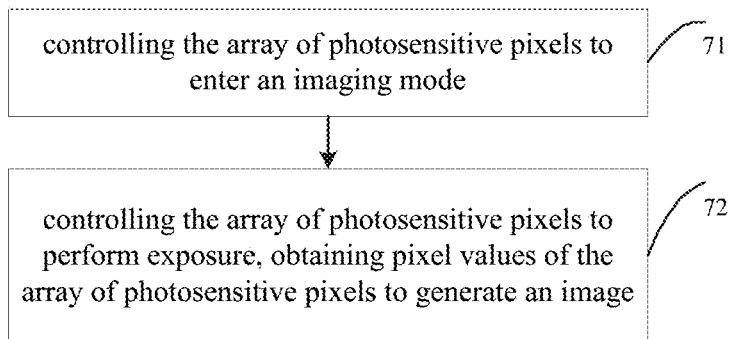 controlling the array of photosensitive pixels to
enter an imaging mode
71
controlling the array of photosensitive pixels to
perform exposure, obtaining pixel values of the
array of photosensitive pixels to generate an image
72